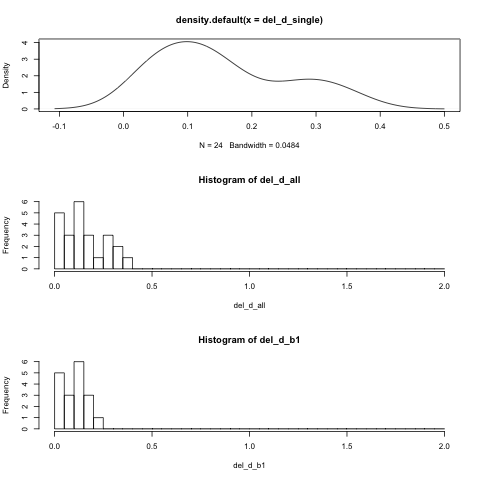 density.default(x = del_d_single)
Density
0 1 2 3 4
-0.1 0.0 0.1 0.2 0.3 0.4 0.5
N = 24 Bandwidth = 0.0484
Histogram of del_d_all
Frequency
0 1 2 3 4 5 6
0.0 0.5 1.0 1.5 2.0
del_d_all
Histogram of del_d_b1
Frequency
0 1 2 3 4 5 6
0.0 0.5 1.0 1.5 2.0
del_d_b1